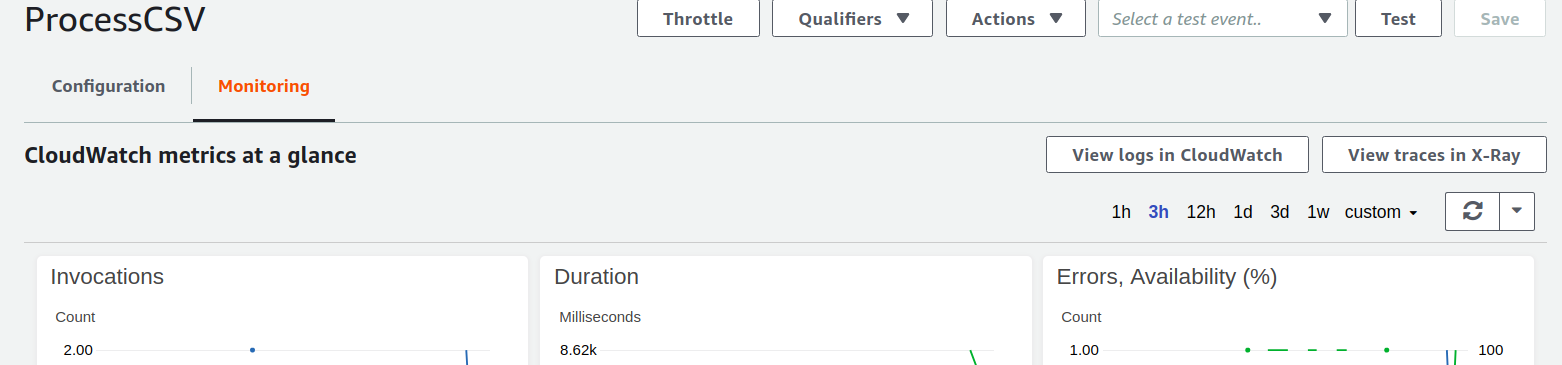 ProcessCSV
Throttle
Qualifiers
Actions
Select a test event..
Test
Save
Configuration
Monitoring
CloudWatch metrics at a glance
View logs in CloudWatch
View traces in X-Ray
1h 3h 12h 1d 3d 1w custom
Invocations
Count
2.00
Duration
Milliseconds
8.62k
Errors, Availability (%)
Count
1.00
100